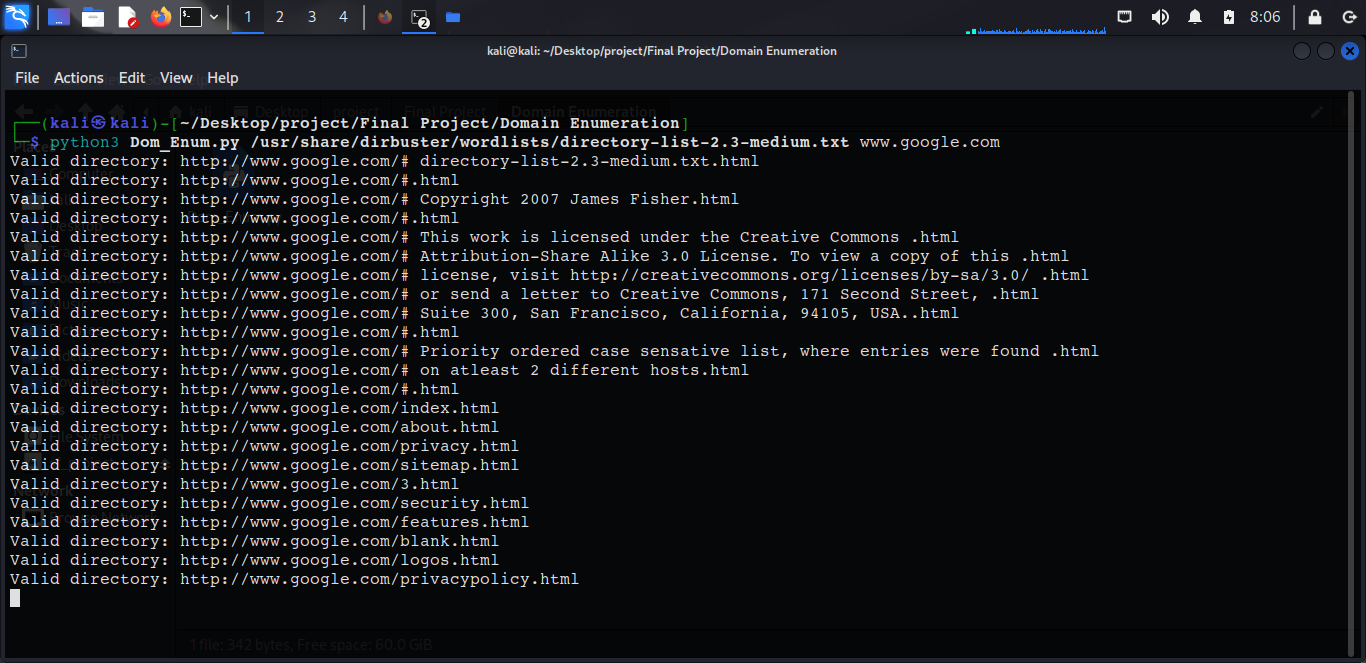 1 2 3 4 2 8:06
kali@kali: ~/Desktop/project/Final Project/Domain Enumeration
File Actions Edit View Help
kali Desktop project Final Project Domain Enumeration
┌──(kali㉿kali)-[~/Desktop/project/Final Project/Domain Enumeration]
└─$ python3 Dom_Enum.py /usr/share/dirbuster/wordlists/directory-list-2.3-medium.txt www.google.com
Valid directory: http://www.google.com/# directory-list-2.3-medium.txt.html
Valid directory: http://www.google.com/#.html
Valid directory: http://www.google.com/# Copyright 2007 James Fisher.html
Valid directory: http://www.google.com/#.html
Valid directory: http://www.google.com/# This work is licensed under the Creative Commons .html
Valid directory: http://www.google.com/# Attribution-Share Alike 3.0 License. To view a copy of this .html
Valid directory: http://www.google.com/# license, visit http://creativecommons.org/licenses/by-sa/3.0/ .html
Valid directory: http://www.google.com/# or send a letter to Creative Commons, 171 Second Street, .html
Valid directory: http://www.google.com/# Suite 300, San Francisco, California, 94105, USA..html
Valid directory: http://www.google.com/#.html
Valid directory: http://www.google.com/# Priority ordered case sensative list, where entries were found .html
Valid directory: http://www.google.com/# on atleast 2 different hosts.html
Valid directory: http://www.google.com/#.html
Valid directory: http://www.google.com/index.html
Valid directory: http://www.google.com/about.html
Valid directory: http://www.google.com/privacy.html
Valid directory: http://www.google.com/sitemap.html
Valid directory: http://www.google.com/3.html
Valid directory: http://www.google.com/security.html
Valid directory: http://www.google.com/features.html
Valid directory: http://www.google.com/blank.html
Valid directory: http://www.google.com/logos.html
Valid directory: http://www.google.com/privacypolicy.html
1 file: 342 bytes, Free space: 60.0 GiB